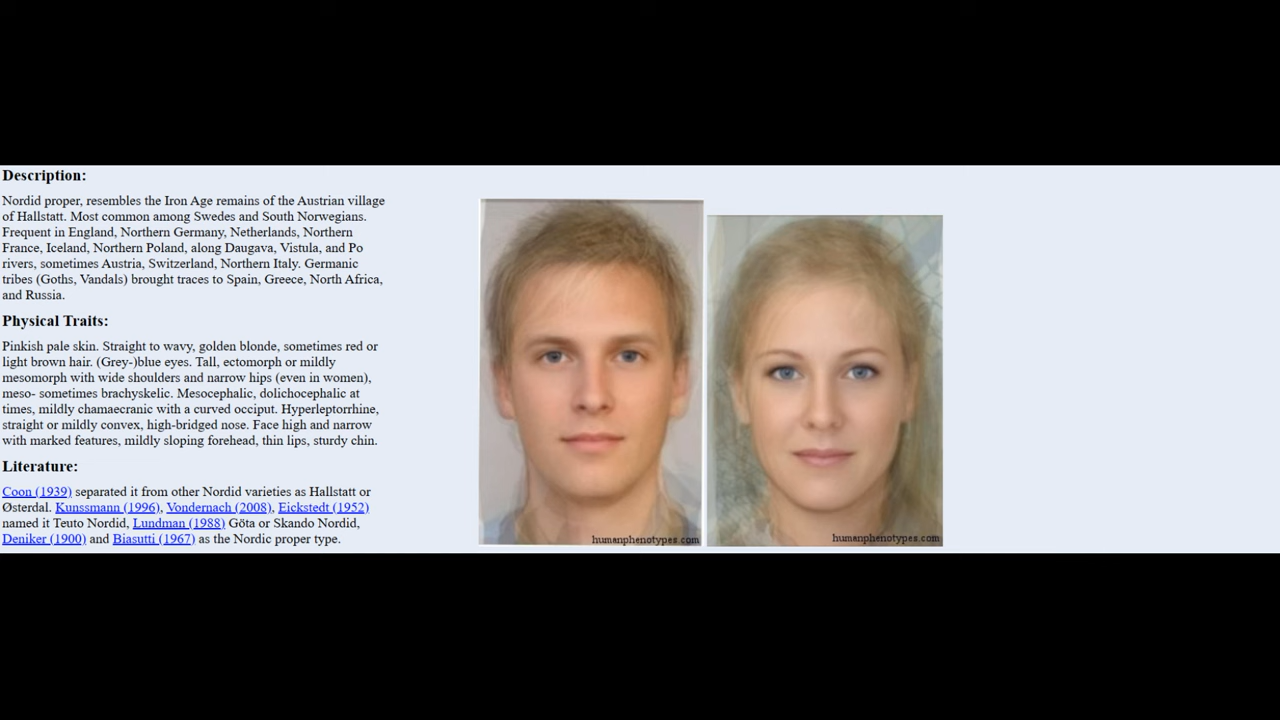 Description:
Nordid proper, resembles the Iron Age remains of the Austrian village
of Hallstatt. Most common among Swedes and South Norwegians.
Frequent in England, Northern Germany, Netherlands, Northern
France, Iceland, Northern Poland, along Daugava, Vistula, and Po
rivers, sometimes Austria, Switzerland, Northern Italy. Germanic
tribes (Goths, Vandals) brought traces to Spain, Greece, North Africa,
and Russia.
Physical Traits:
Pinkish pale skin. Straight to wavy, golden blonde, sometimes red or
light brown hair. (Grey-)blue eyes. Tall, ectomorph or mildly
mesomorph with wide shoulders and narrow hips (even in women),
meso- sometimes brachyskelic. Mesocephalic, dolichocephalic at
times, mildly chamaecranic with a curved occiput. Hyperleptorrhine,
straight or mildly convex, high-bridged nose. Face high and narrow
with marked features, mildly sloping forehead, thin lips, sturdy chin.
Literature:
Coon (1939) separated it from other Nordid varieties as Hallstatt or
Østerdal. Kunssmann (1996), Vondernach (2008), Eickstedt (1952)
named it Teuto Nordid, Lundman (1988) Göta or Skando Nordid,
Deniker (1900) and Biasutti (1967) as the Nordic proper type.
humanphenotypes.com
humanphenotypes.com